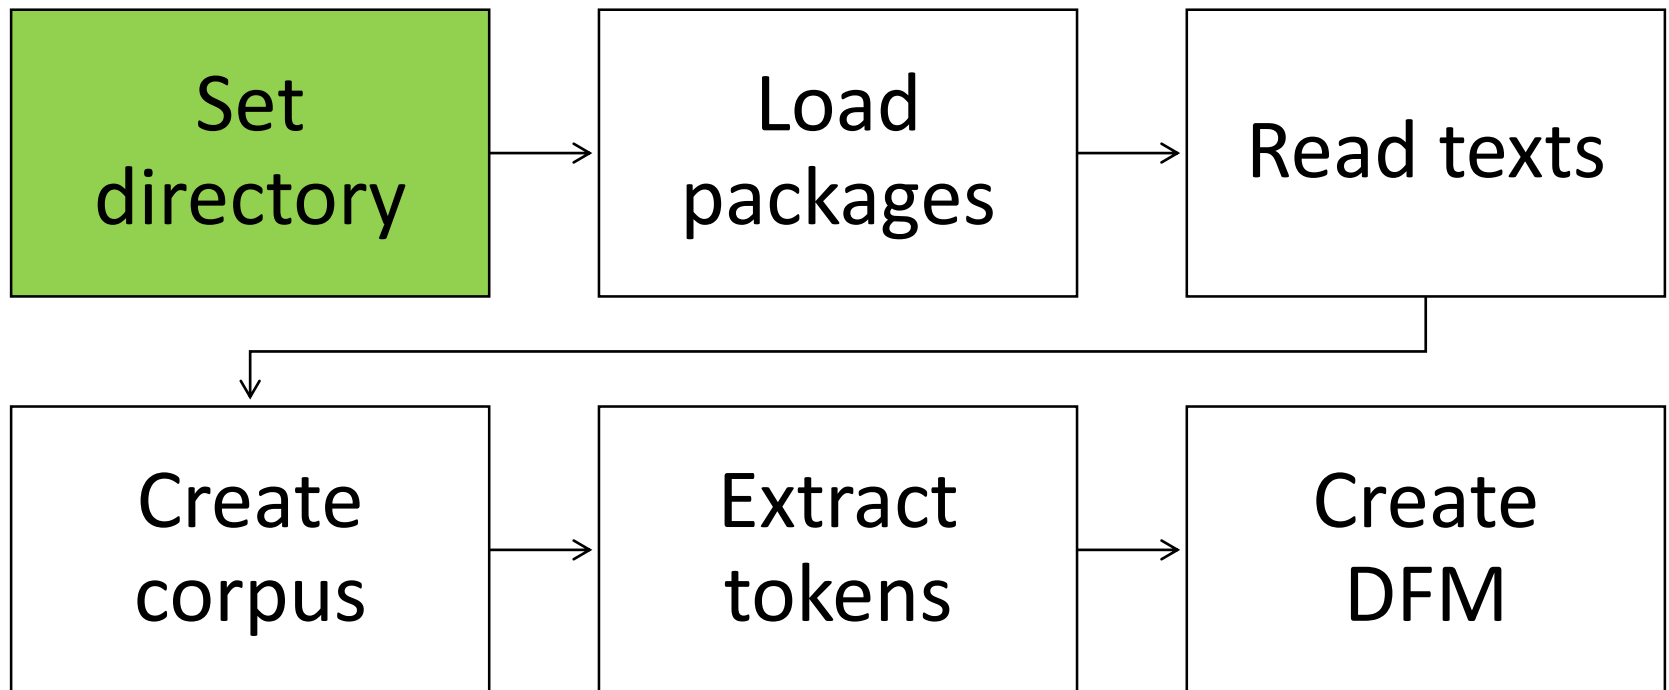 Set
directory
Load
packages
Read texts
Create
corpus
Extract
tokens
Create
DFM